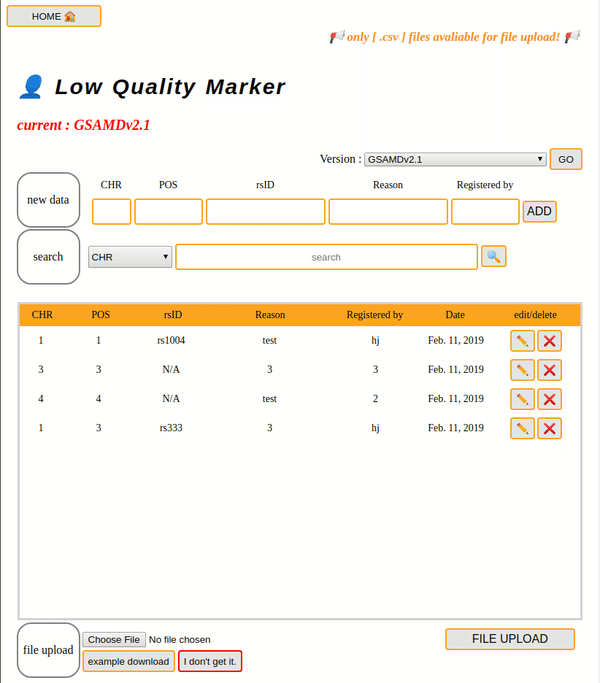 HOME
only [ .csv ] files avaliable for file upload!
Low Quality Marker
current : GSAMDv2.1
Version : GSAMDv2.1 GO
new data
CHR POS rsID Reason Registered by
ADD
search
CHR search
CHR POS rsID Reason Registered by Date edit/delete
1 1 rs1004 test hj Feb. 11, 2019
3 3 N/A 3 3 Feb. 11, 2019
4 4 N/A test 2 Feb. 11, 2019
1 3 rs333 3 hj Feb. 11, 2019
file upload
Choose File No file chosen
FILE UPLOAD
example download I don't get it.